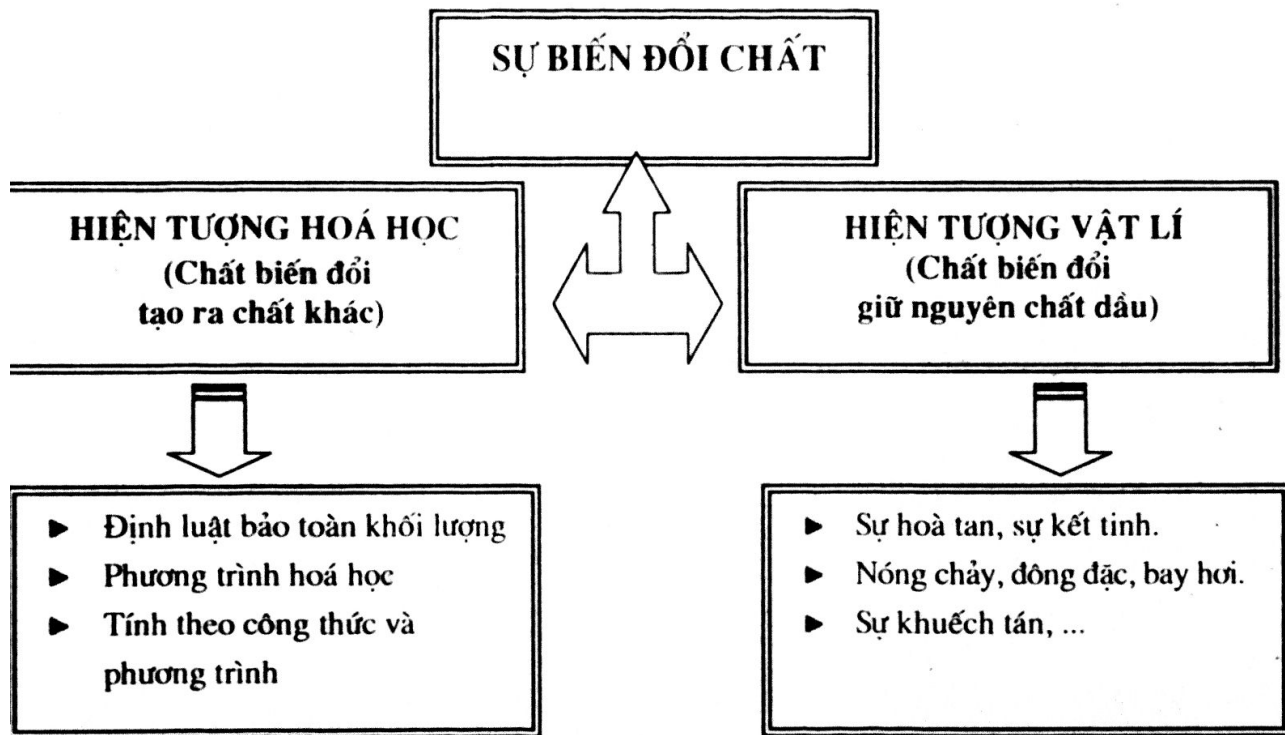 SỰ BIẾN ĐỔI CHẤT
HIỆN TƯỢNG HOÁ HỌC
(Chất biến đổi
tạo ra chất khác)
HIỆN TƯỢNG VẬT LÍ
(Chất biến đổi
giữ nguyên chất dầu)
► Định luật bảo toàn khối lượng
► Phương trình hoá học
► Tính theo công thức và
phương trình
► Sự hoà tan, sự kết tinh.
► Nóng chảy, đông đặc, bay hơi.
► Sự khuếch tán, ...